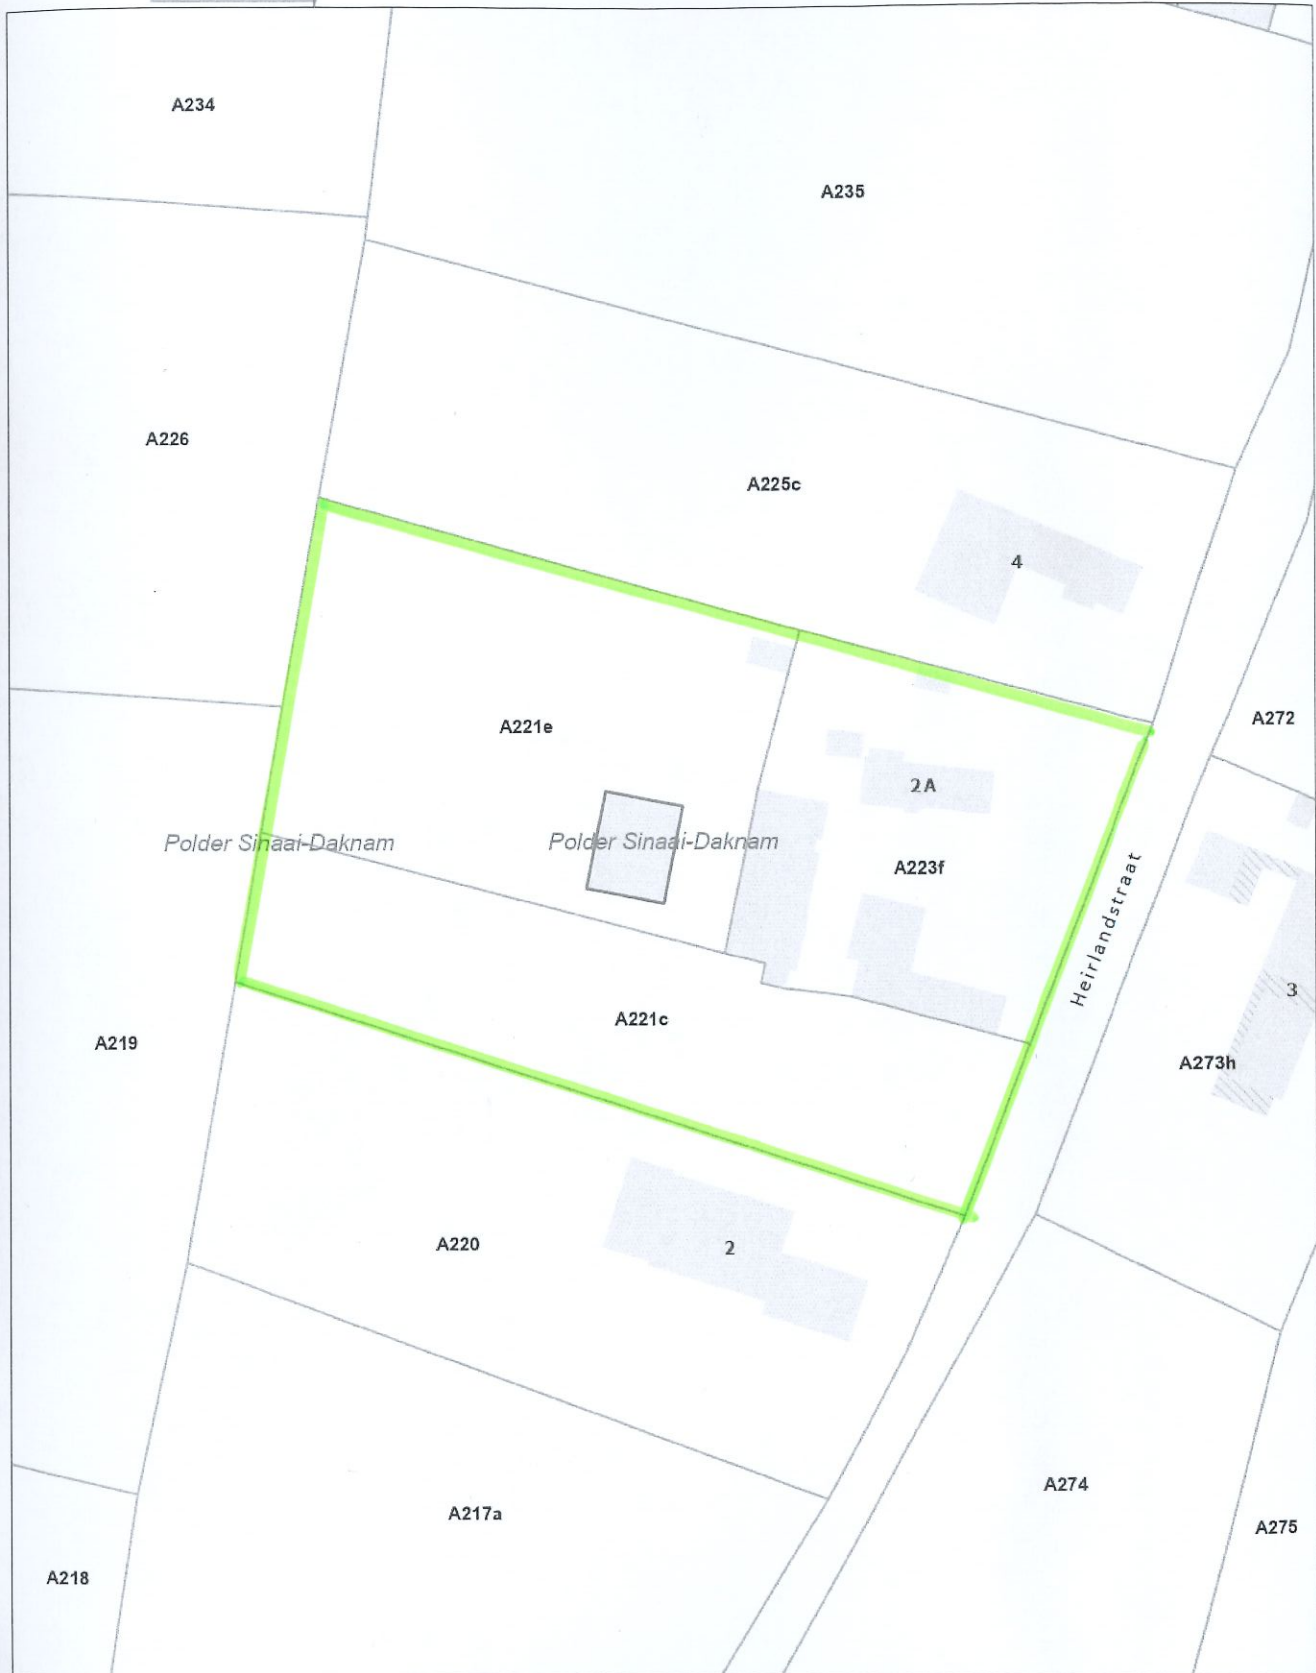 A234
A235
A226
A225c
4
A272
A221e
2A
Polder Sinaai-Daknam
Polder Sinaai-Daknam
A223f
Heirlandstraat
3
A221c
A219
A273h
A220
2
A274
A217a
A275
A218